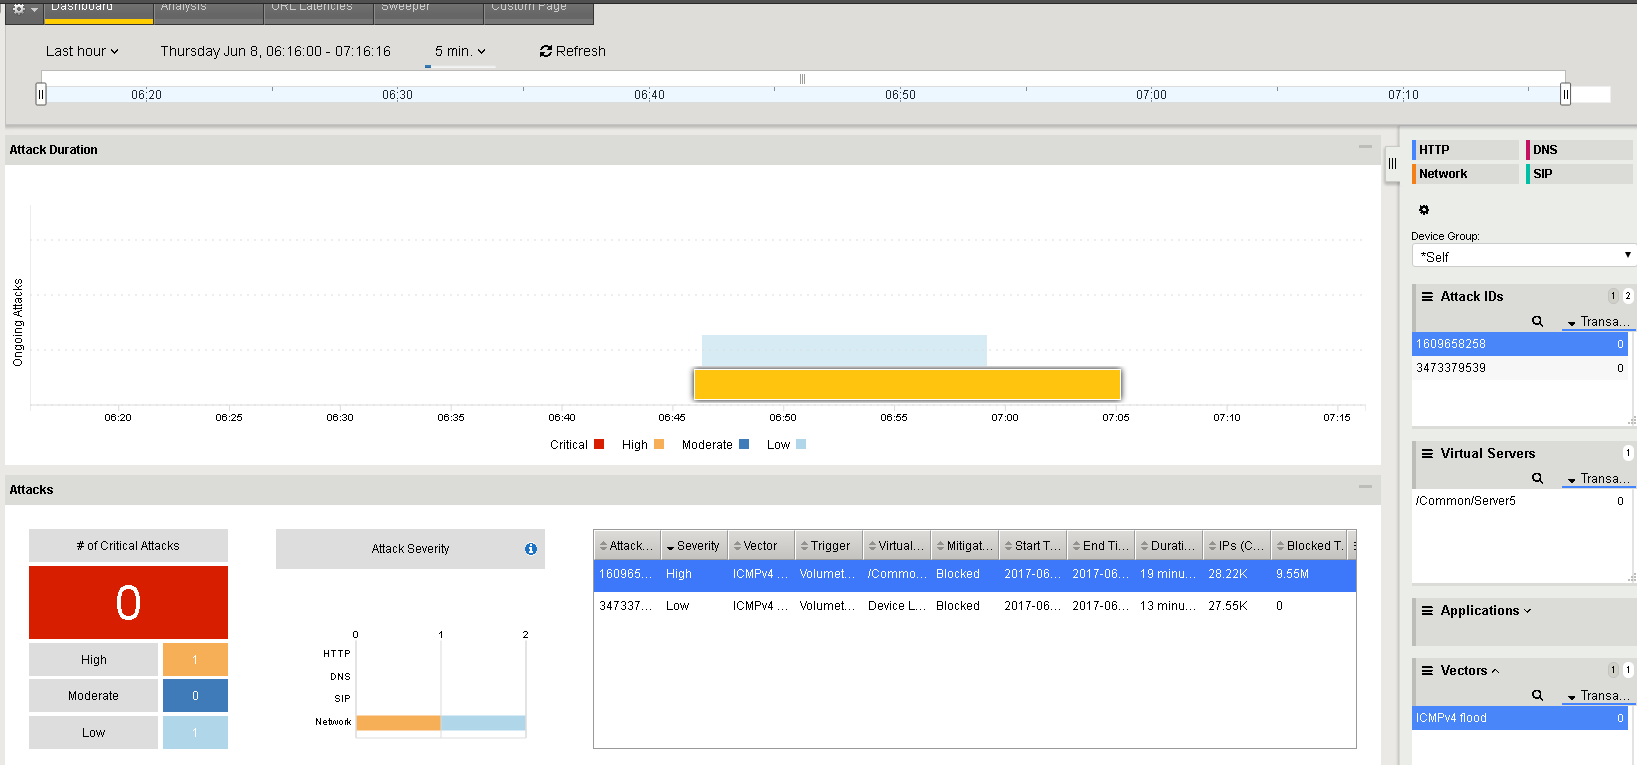 Dashboard Analysis URL Latencies Sweeper Custom Page
Last hour Thursday Jun 8, 06:16:00 - 07:16:16 5 min. Refresh
06:20 06:30 06:40 06:50 07:00 07:10
Attack Duration
Ongoing Attacks
06:20 06:25 06:30 06:35 06:40 06:45 06:50 06:55 07:00 07:05 07:10 07:15
Critical High Moderate Low
Attacks
# of Critical Attacks
0
High 1
Moderate 0
Low 1
Attack Severity
0 1 2
HTTP
DNS
SIP
Network
Attack... Severity Vector Trigger Virtual... Mitigat... Start T... End Ti... Durati... IPs (C... Blocked T.
160965... High ICMPv4 ... Volumet... /Commo... Blocked 2017-06... 2017-06... 19 minu... 28.22K 9.55M
347337... Low ICMPv4 ... Volumet... Device L... Blocked 2017-06... 2017-06... 13 minu... 27.55K 0
HTTP DNS
Network SIP
Device Group:
*Self
Attack IDs 1 2
Transa...
1609658258 0
3473379539 0
Virtual Servers 1
Transa...
/Common/Server5 0
Applications
Vectors 1 1
Transa...
ICMPv4 flood 0